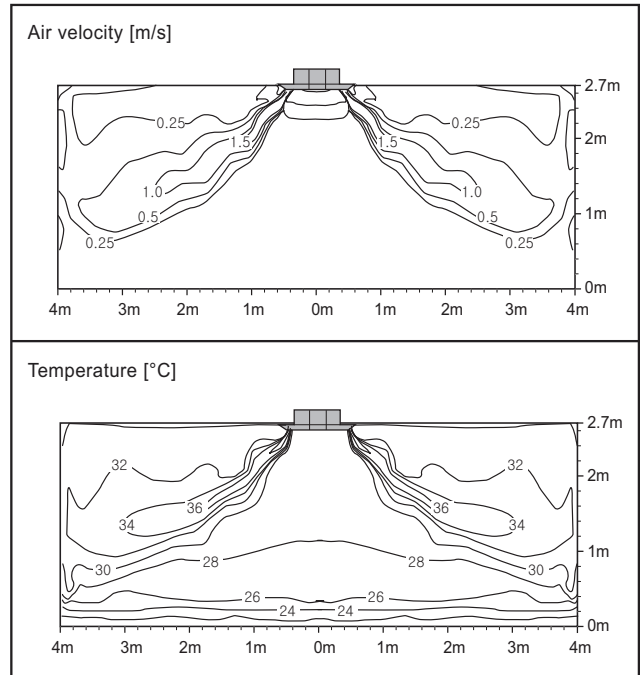 Air velocity [m/s]
2.7m
0.25 0.25
2m
1.5 1.5
1.0 1.0
1m
0.5 0.5
0.25 0.25
0m
4m 3m 2m 1m 0m 1m 2m 3m 4m
Temperature [°C]
2.7m
32 32
2m
36 36
34 34
1m
28 28
30 30
26 26
24 24
0m
4m 3m 2m 1m 0m 1m 2m 3m 4m